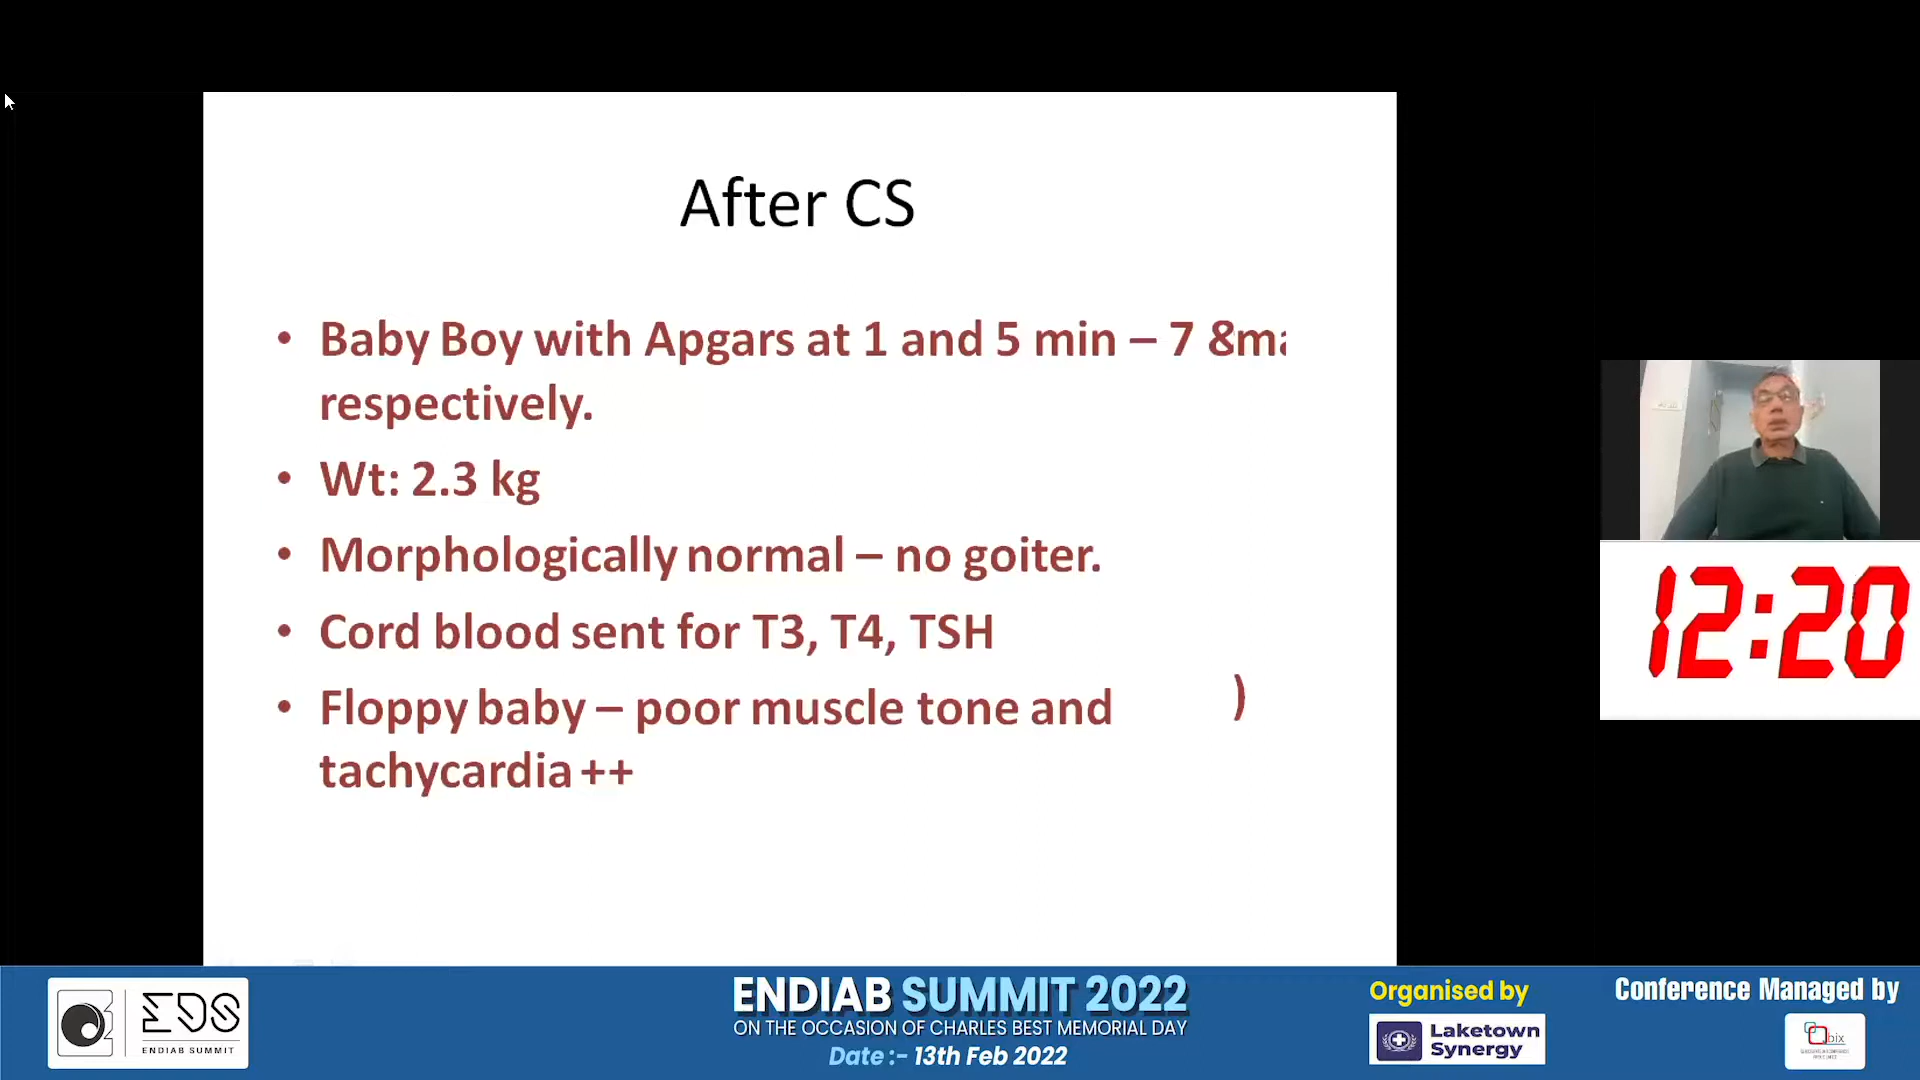 After CS
• Baby Boy with Apgars at 1 and 5 min – 7 &
respectively.
• Wt: 2.3 kg
• Morphologically normal – no goiter.
• Cord blood sent for T3, T4, TSH
• Floppy baby – poor muscle tone and )
tachycardia ++
12:20
EDS
ENDIAB SUMMIT
ENDIAB SUMMIT 2022
ON THE OCCASION OF CHARLES BEST MEMORIAL DAY
Date :- 13th Feb 2022
Organised by
Laketown
Synergy
Conference Managed by
Qbix